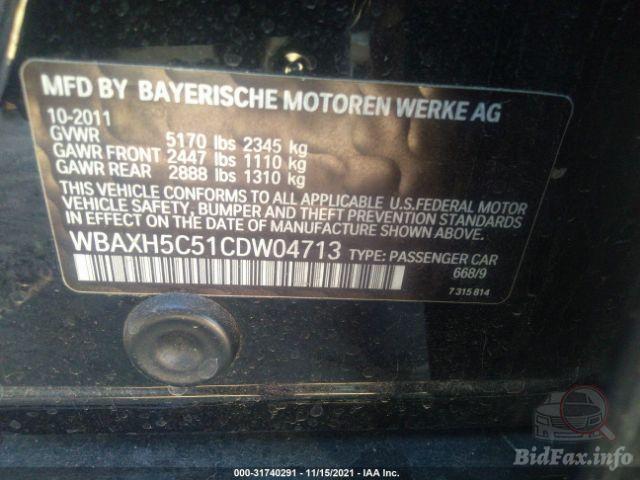 MFD BY BAYERISCHE MOTOREN WERKE AG
10-2011
GVWR 5170 lbs 2345 kg
GAWR FRONT 2447 lbs 1110 kg
GAWR REAR 2888 lbs 1310 kg
THIS VEHICLE CONFORMS TO ALL APPLICABLE U.S.FEDERAL MOTOR
VEHICLE SAFETY, BUMPER AND THEFT PREVENTION STANDARDS
IN EFFECT ON THE DATE OF MANUFACTURE SHOWN ABOVE.
WBAXH5C51CDW04713 TYPE: PASSENGER CAR
668/9
7 315 814
BidFax.info
000-31740291 - 11/15/2021 - IAA Inc.